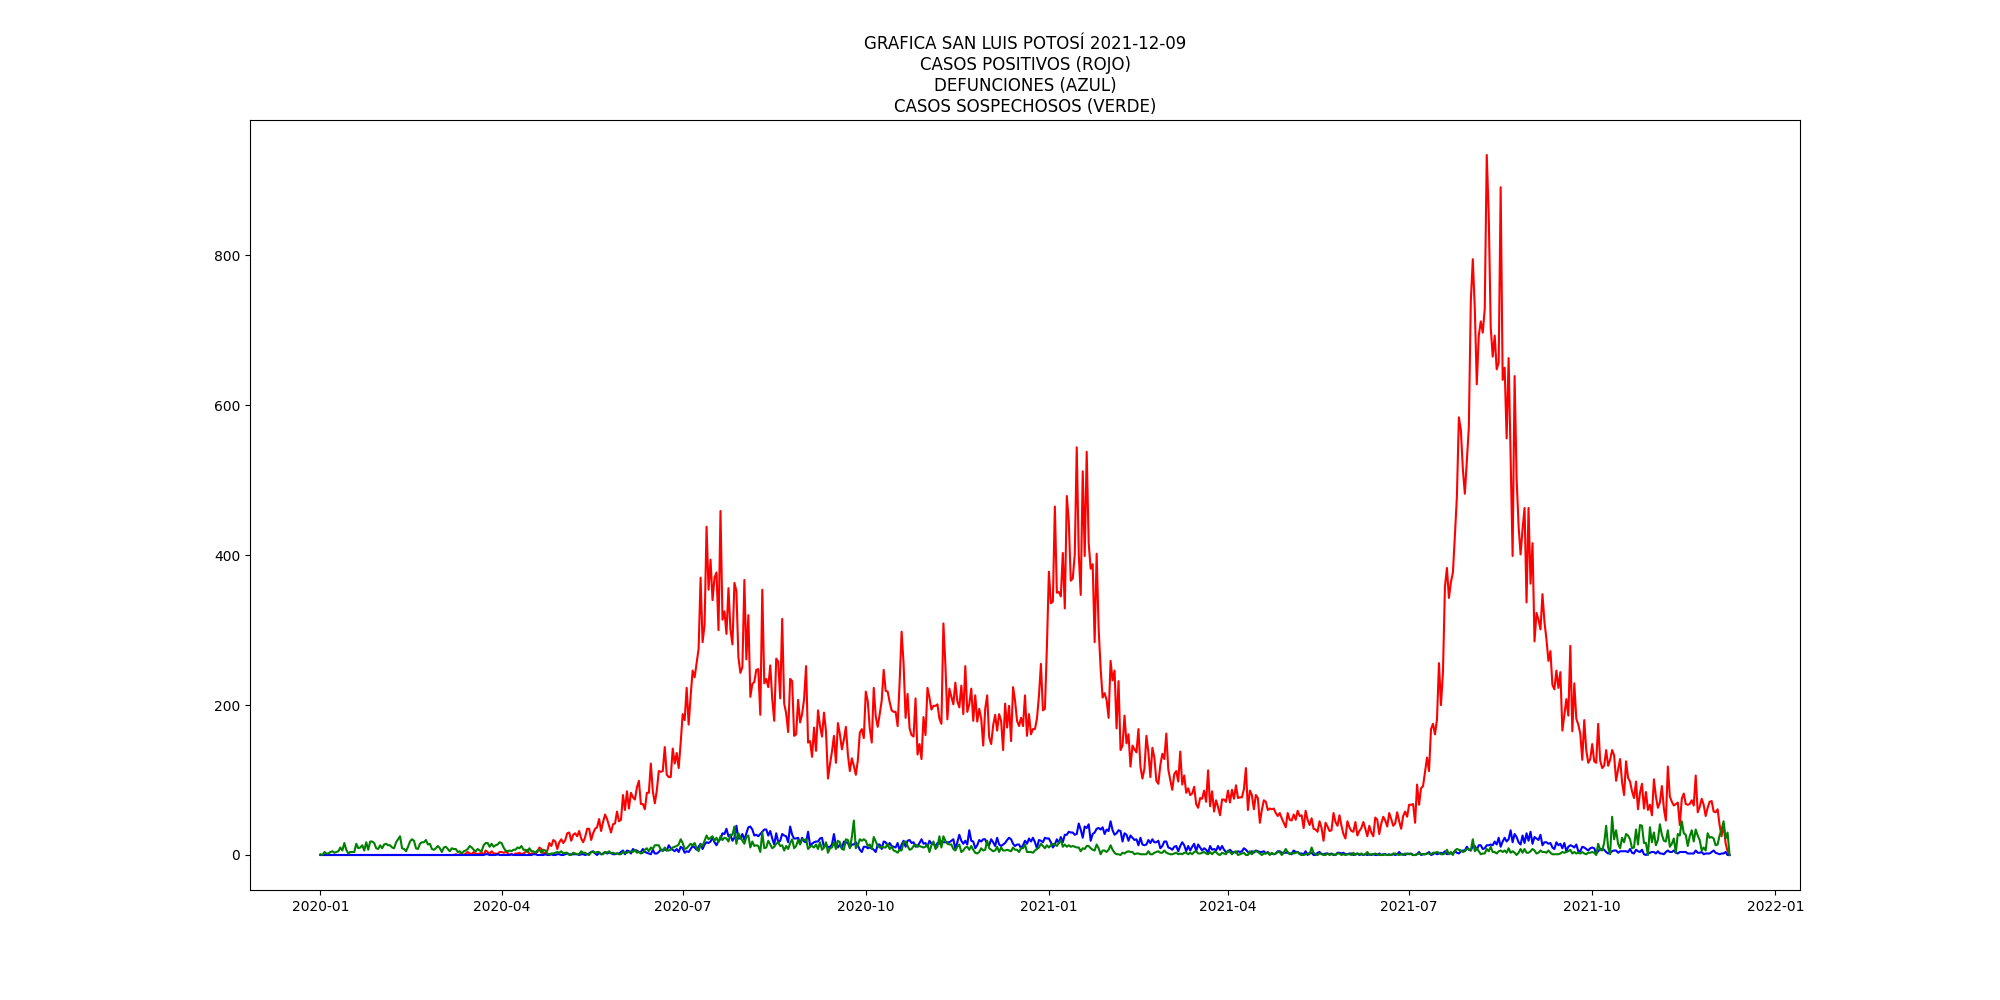 GRAFICA SAN LUIS POTOSÍ 2021-12-09
CASOS POSITIVOS (ROJO)
DEFUNCIONES (AZUL)
CASOS SOSPECHOSOS (VERDE)
800
600
400
200
0
2020-01 2020-04 2020-07 2020-10 2021-01 2021-04 2021-07 2021-10 2022-01